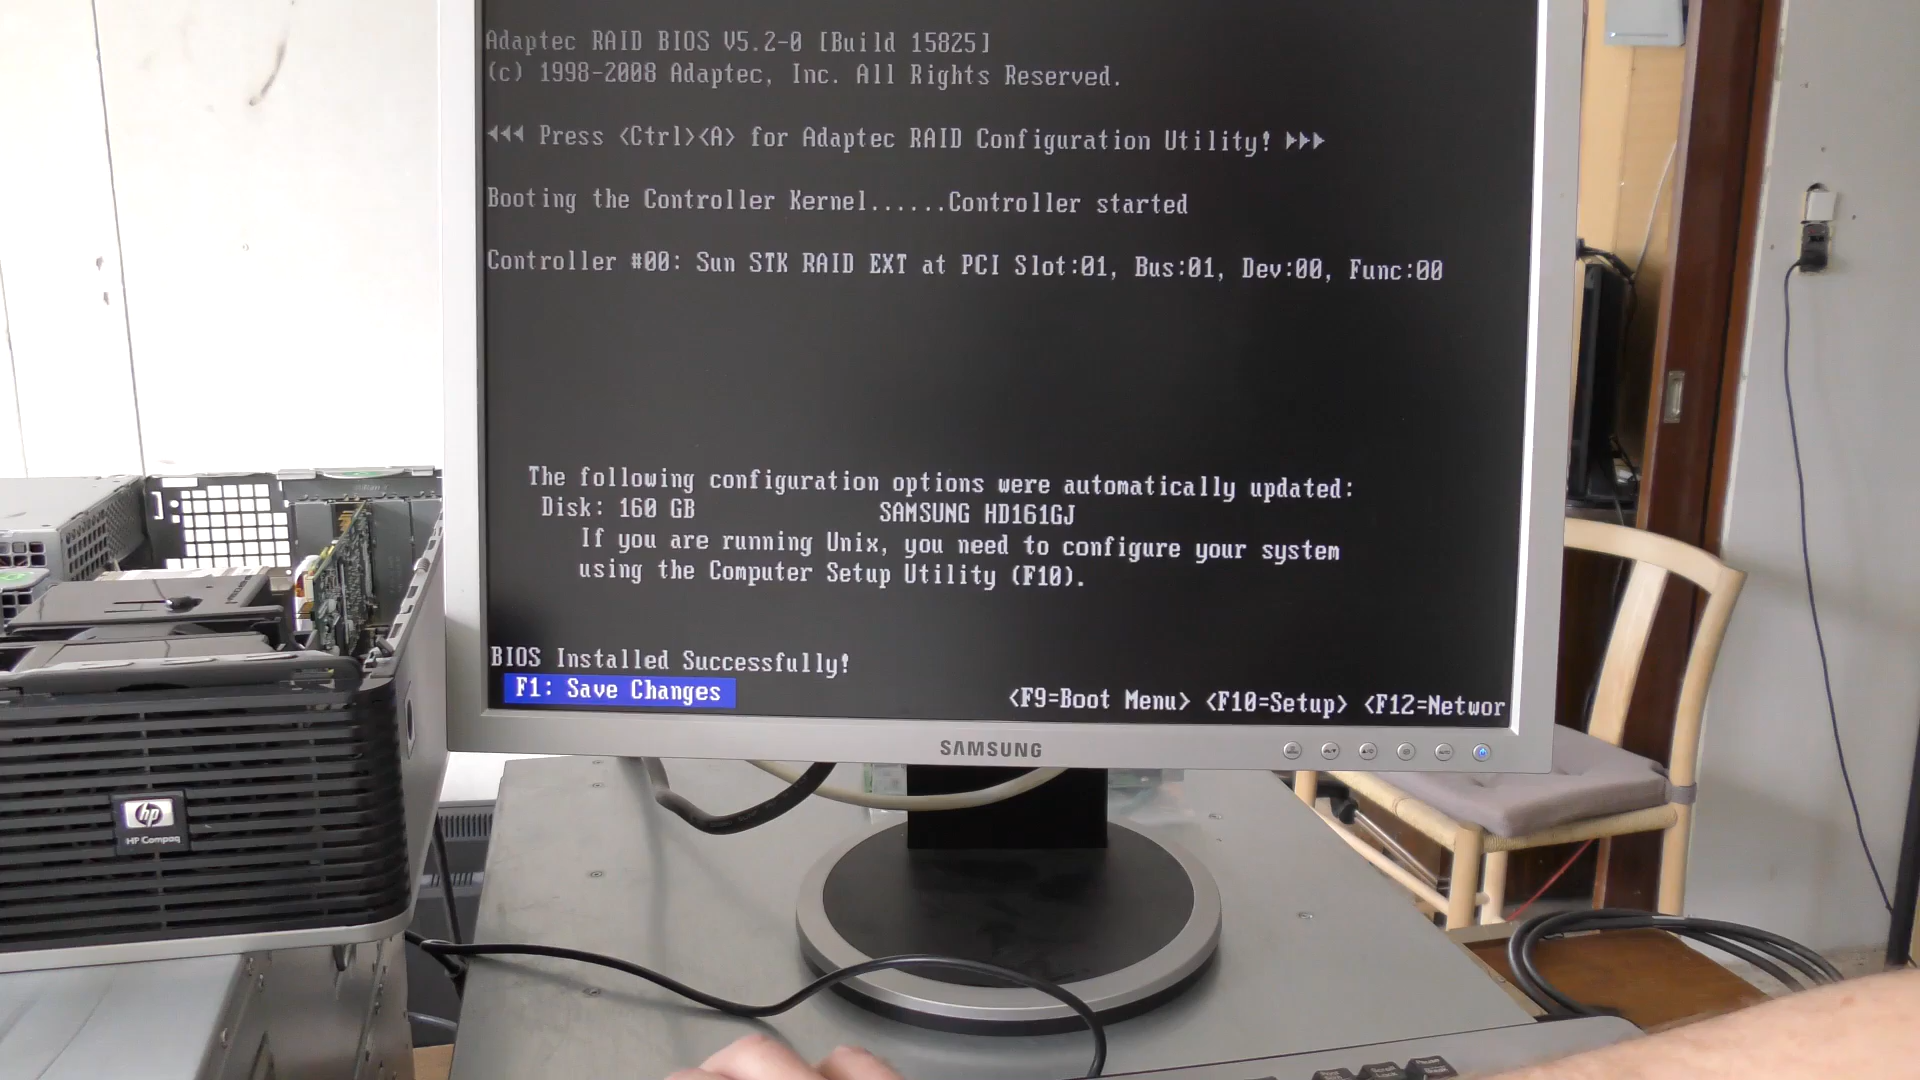 Adaptec RAID BIOS V5.2-0 [Build 15825]
(c) 1998-2008 Adaptec, Inc. All Rights Reserved.
◄◄◄ Press <Ctrl><A> for Adaptec RAID Configuration Utility! ►►►
Booting the Controller Kernel......Controller started
Controller #00: Sun STK RAID EXT at PCI Slot:01, Bus:01, Dev:00, Func:00
The following configuration options were automatically updated:
Disk: 160 GB SAMSUNG HD161GJ
If you are running Unix, you need to configure your system
using the Computer Setup Utility (F10).
BIOS Installed Successfully!
F1: Save Changes
<F9=Boot Menu> <F10=Setup> <F12=Networ
SAMSUNG
hp
HP Compaq